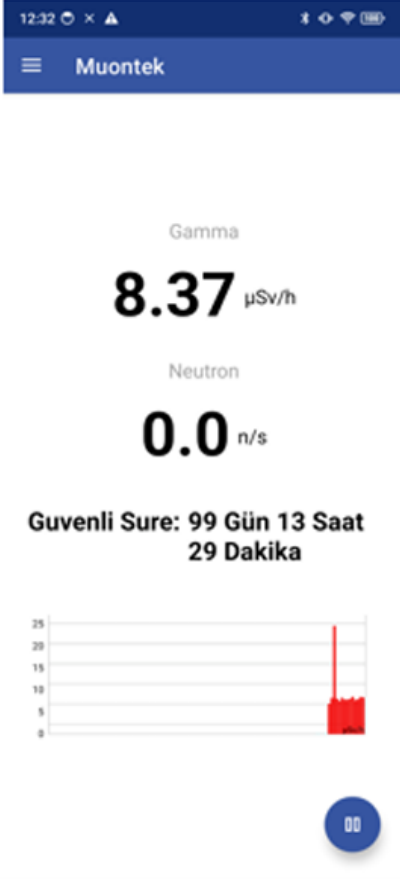 12:32
Muontek
Gamma
8.37 µSv/h
Neutron
0.0 n/s
Guvenli Sure: 99 Gün 13 Saat
29 Dakika
25
20
15
10
5
0